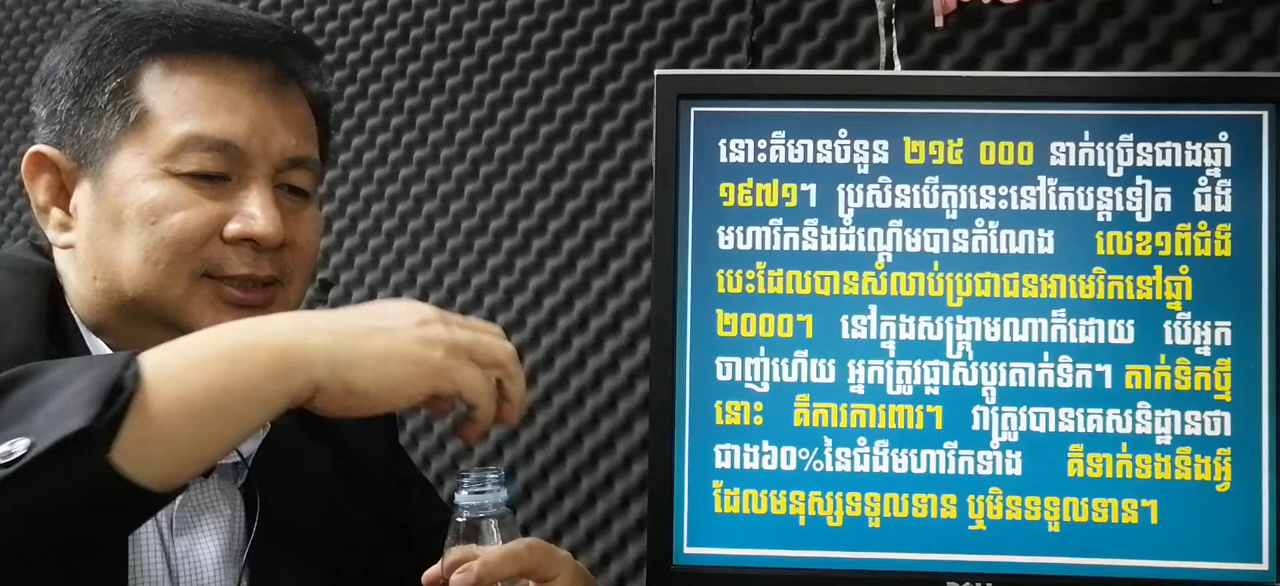 នោះគឺមានចំនួន ២១៥ ០០០ នាក់ច្រើនជាងឆ្នាំ
១៩៧១។ ប្រសិនបើតួរនេះនៅតែបន្តទៀត ជំងឺ
មហារីកនឹងដំណើមបានតំណែង លេខ១ពីជំងឺ
បេះដែលបានសំលាប់ប្រជាជនអាមេរិកនៅឆ្នាំ
២០០០។ នៅក្នុងសង្គ្រាមណាក៏ដោយ បើអ្នក
ចាញ់ហើយ អ្នកត្រូវផ្លាស់ប្តូរតាក់ទិក។ តាក់ទិកថ្មី
នោះ គឺការការពារ។ វាត្រូវបានគេសនិដ្ឋានថា
ជាង៦០%នៃជំងឺមហារីកទាំង គឺទាក់ទងនឹងអ្វី
ដែលមនុស្សទទួលទាន ឬមិនទទួលទាន។